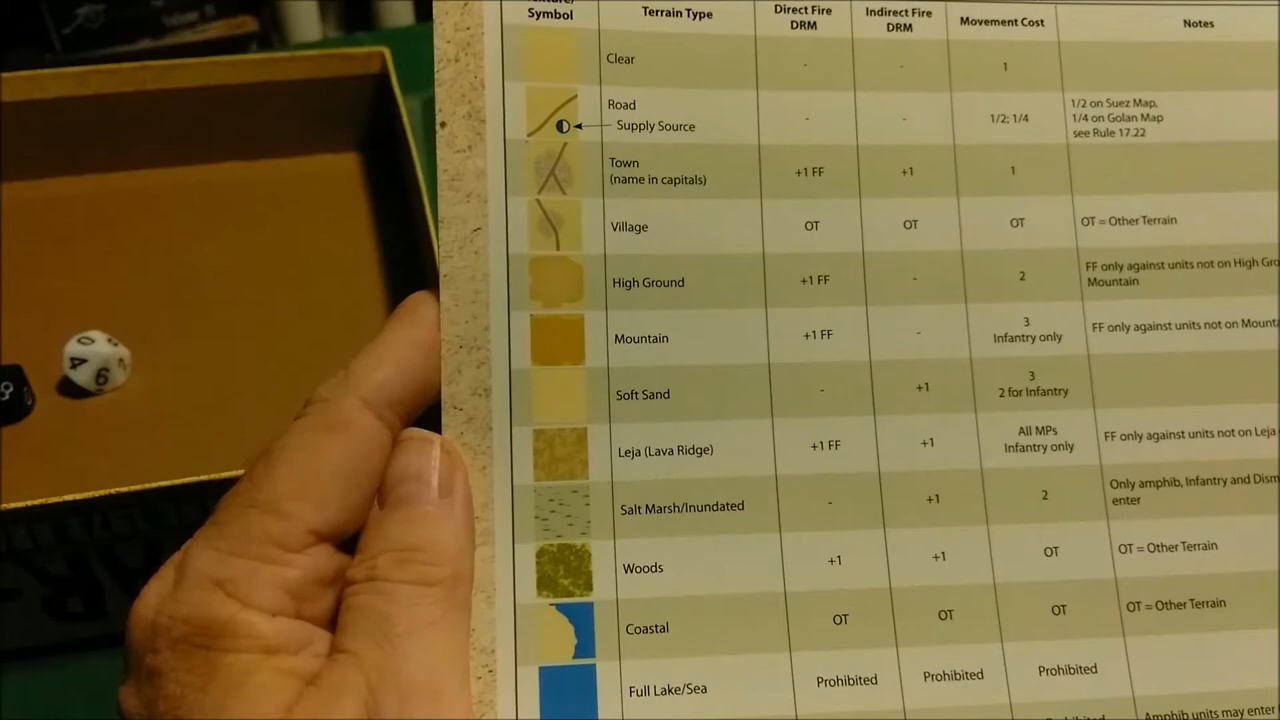 Symbol Terrain Type Direct Fire DRM Indirect Fire DRM Movement Cost Notes
Clear - - 1
Road - - 1/2; 1/4 1/2 on Suez Map,
Supply Source 1/4 on Golan Map
see Rule 17.22
Town +1 FF +1 1
(name in capitals)
Village OT OT OT OT = Other Terrain
High Ground +1 FF - 2 FF only against units not on High
Mountain
Mountain +1 FF - 3 FF only against units not on
Infantry only
Soft Sand - +1 3
2 for Infantry
Leja (Lava Ridge) +1 FF +1 All MPs FF only against units not on Leja
Infantry only
Salt Marsh/Inundated - +1 2 Only amphib, Infantry and
enter
Woods +1 +1 OT OT = Other Terrain
Coastal OT OT OT OT = Other Terrain
Full Lake/Sea Prohibited Prohibited Prohibited
Amphib units may enter
0
4
6